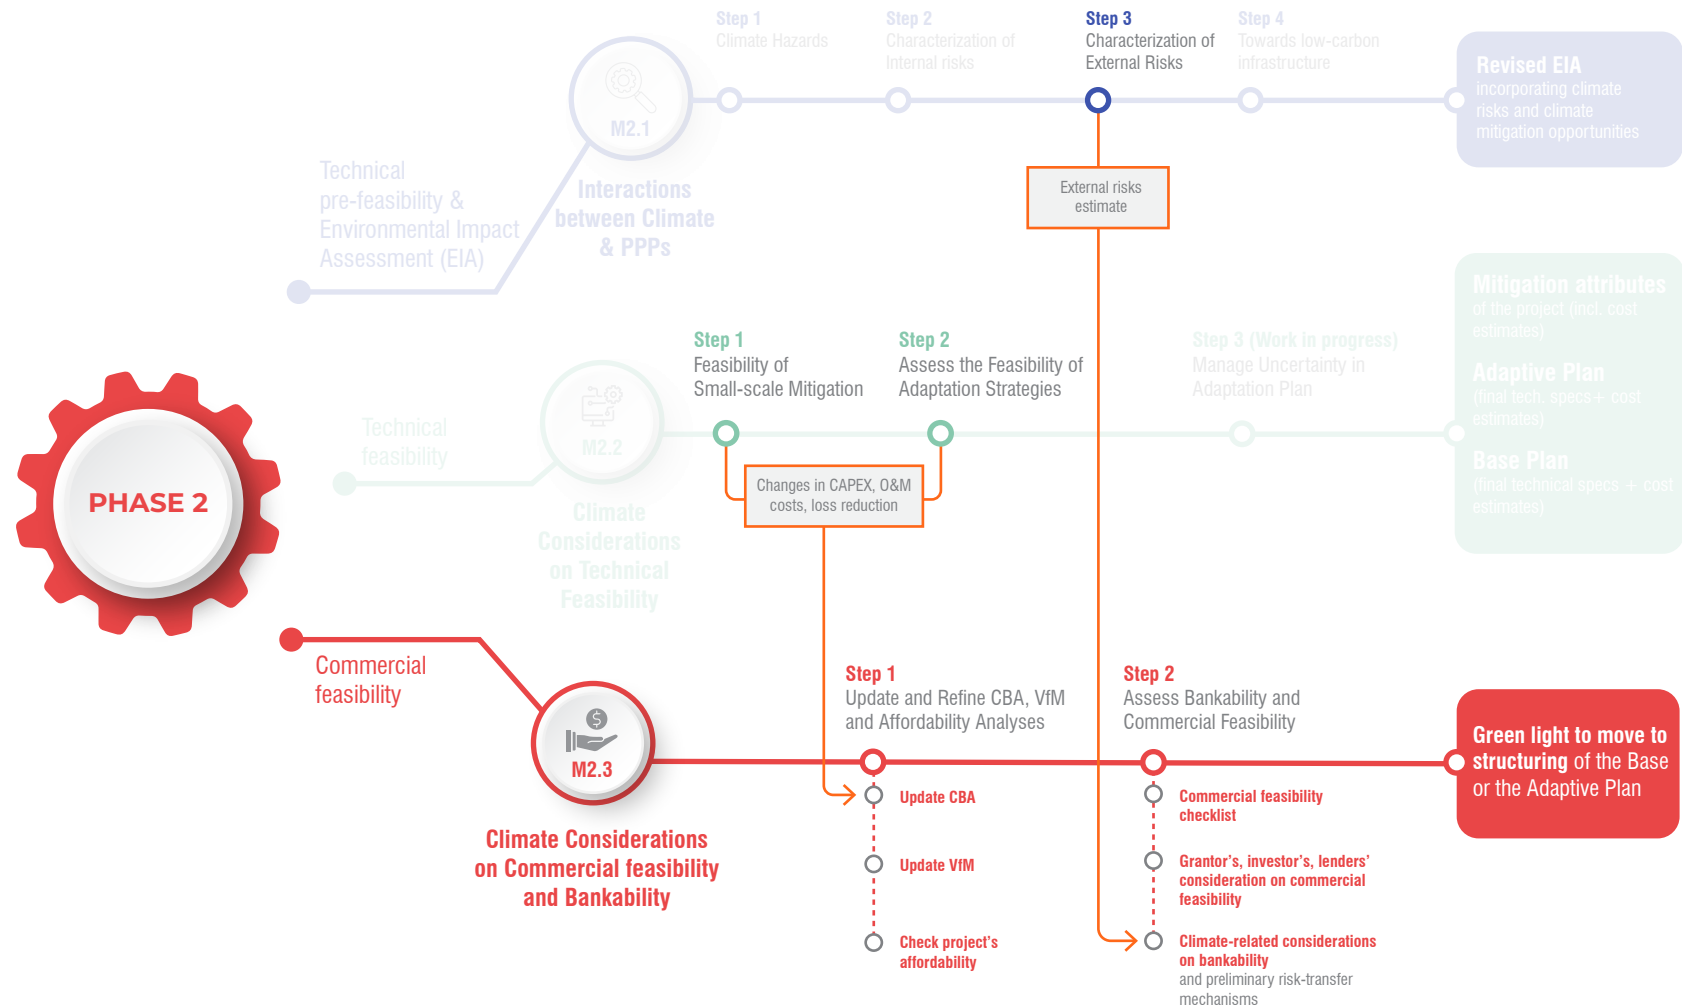 Step 1
Climate Hazards
Step 2
Characterization of
Internal risks
Step 3
Characterization of
External Risks
Step 4
Towards low-carbon
infrastructure
Revised EIA
incorporating climate
risks and climate
mitigation opportunities
M2.1
Technical
pre-feasibility &
Environmental Impact
Assessment (EIA)
Interactions
between Climate
& PPPs
External risks
estimate
Mitigation attributes
of the project (incl. cost
estimates)
Adaptive Plan
(final tech. specs+ cost
estimates)
Base Plan
(final technical specs + cost
estimates)
Step 1
Feasibility of
Small-scale Mitigation
Step 2
Assess the Feasibility of
Adaptation Strategies
Step 3 (Work in progress)
Manage Uncertainty in
Adaptation Plan
Technical
feasibility
M2.2
Changes in CAPEX, O&M
costs, loss reduction
Climate
Considerations
on Technical
Feasibility
PHASE 2
Commercial
feasibility
M2.3
Climate Considerations
on Commercial feasibility
and Bankability
Step 1
Update and Refine CBA, VfM
and Affordability Analyses
Step 2
Assess Bankability and
Commercial Feasibility
Green light to move to
structuring of the Base
or the Adaptive Plan
Update CBA
Update VfM
Check project's
affordability
Commercial feasibility
checklist
Grantor's, investor's, lenders'
consideration on commercial
feasibility
Climate-related considerations
on bankability
and preliminary risk-transfer
mechanisms